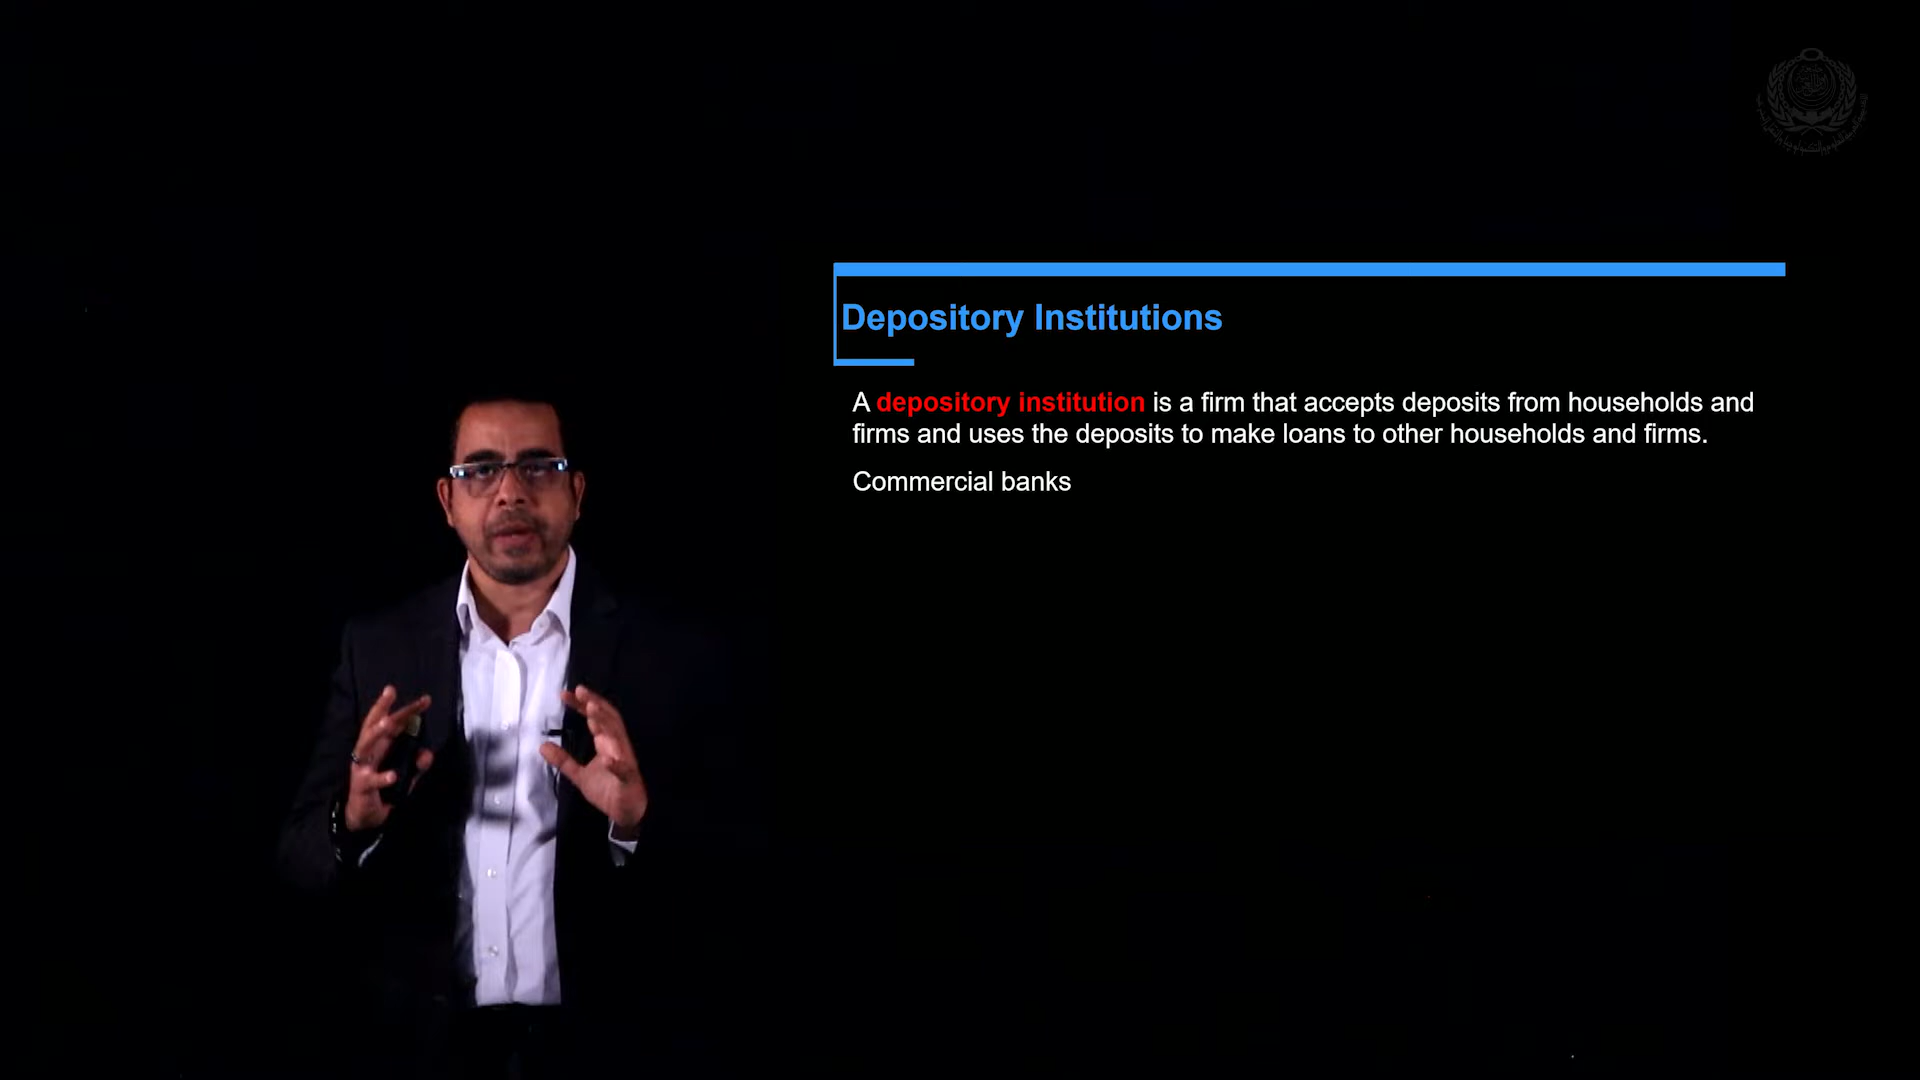 Depository Institutions
A depository institution is a firm that accepts deposits from households and
firms and uses the deposits to make loans to other households and firms.
Commercial banks